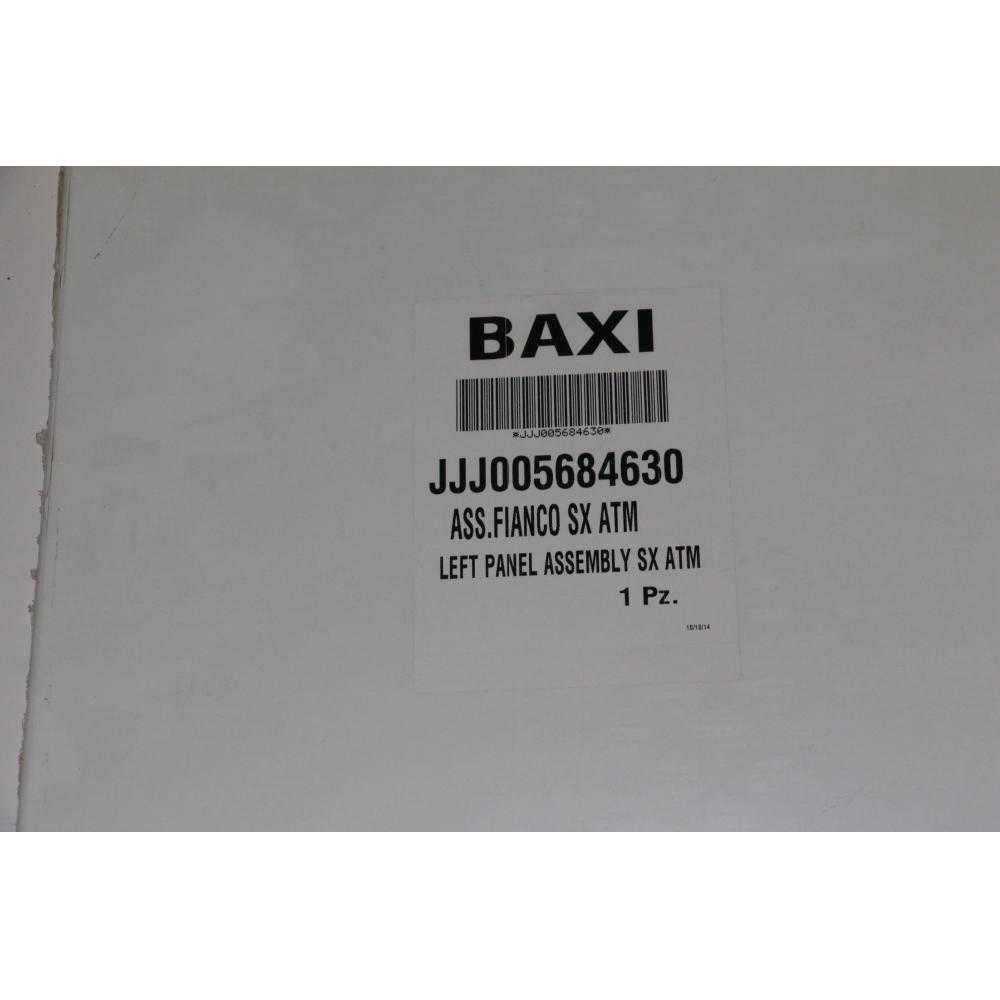 BAXI
*JJJ005684630*
JJJ005684630
ASS.FIANCO SX ATM
LEFT PANEL ASSEMBLY SX ATM
1 Pz.